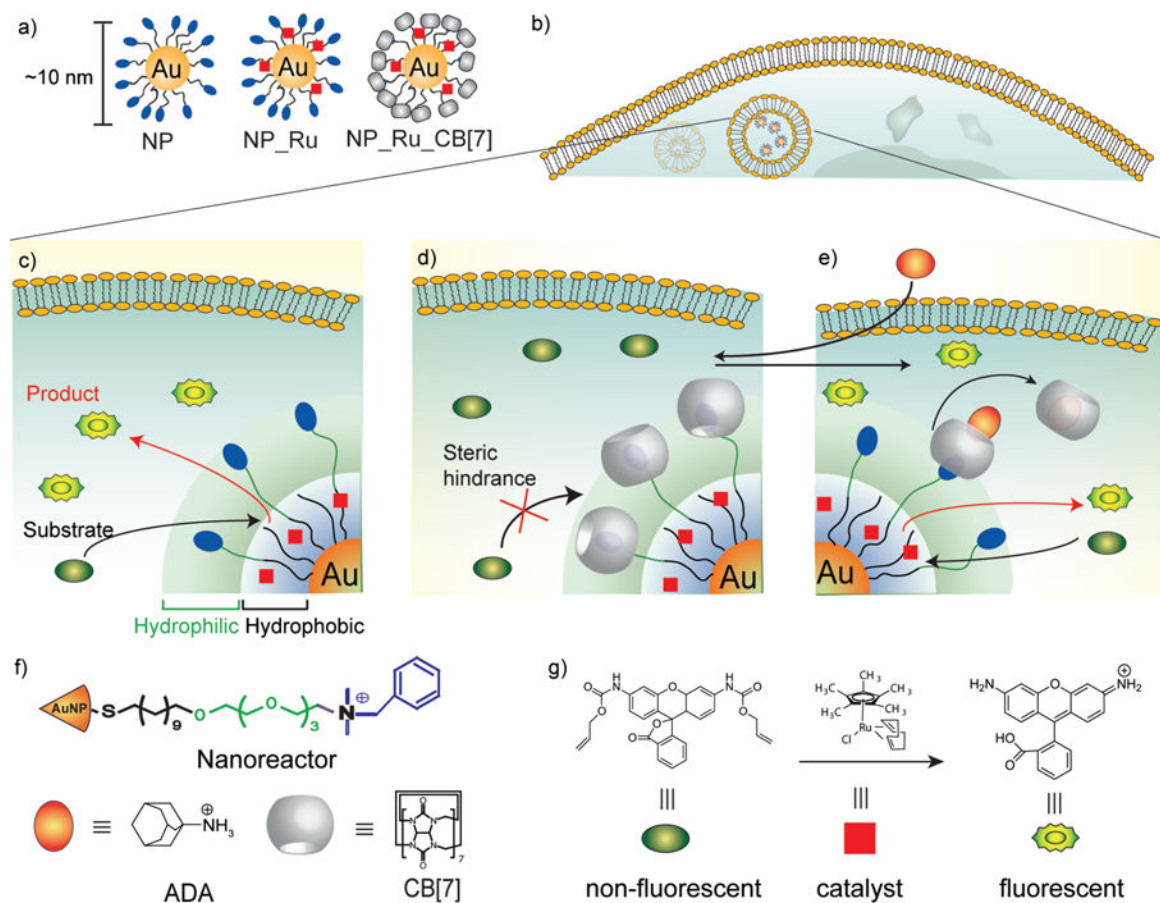 a)
~10 nm
Au
Au
Au
NP
NP_Ru
NP_Ru_CB[7]
b)
c)
Product
Substrate
Au
Hydrophilic
Hydrophobic
d)
Steric
hindrance
Au
e)
Au
f)
AuNP
S
9
O
O
3
N
⊕
Nanoreactor
≡
⊕
NH3
ADA
≡
O
N N
N N
O
7
CB[7]
g)
H
N
O
O
O
H
N
O
O
O
O
CH3
H3C
CH3
H3C
CH3
Ru
Cl
H2N
O
⊕
NH2
HO
O
≡
≡
≡
non-fluorescent
catalyst
fluorescent